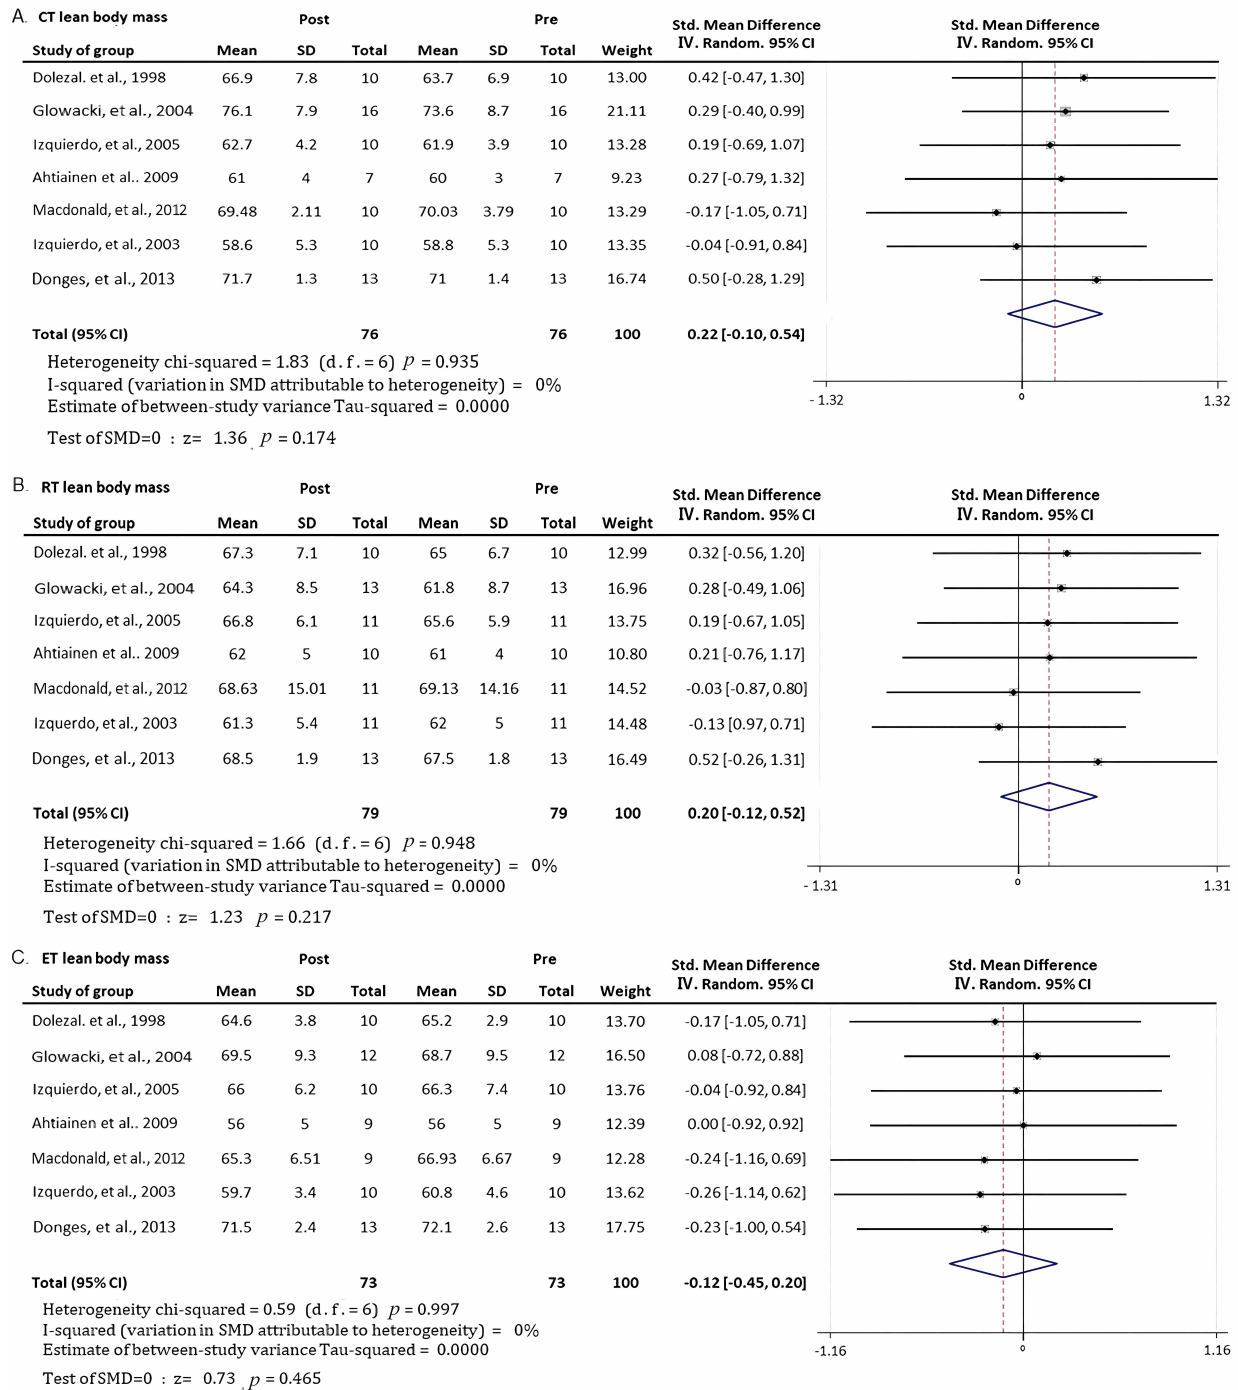 A. CT lean body mass Post Pre Std. Mean Difference Std. Mean Difference
Study of group Mean SD Total Mean SD Total Weight IV. Random. 95% CI IV. Random. 95% CI
Dolezal. et al., 1998 66.9 7.8 10 63.7 6.9 10 13.00 0.42 [-0.47, 1.30]
Glowacki, et al., 2004 76.1 7.9 16 73.6 8.7 16 21.11 0.29 [-0.40, 0.99]
Izquierdo, et al., 2005 62.7 4.2 10 61.9 3.9 10 13.28 0.19 [-0.69, 1.07]
Ahtiainen et al.. 2009 61 4 7 60 3 7 9.23 0.27 [-0.79, 1.32]
Macdonald, et al., 2012 69.48 2.11 10 70.03 3.79 10 13.29 -0.17 [-1.05, 0.71]
Izquierdo, et al., 2003 58.6 5.3 10 58.8 5.3 10 13.35 -0.04 [-0.91, 0.84]
Donges, et al., 2013 71.7 1.3 13 71 1.4 13 16.74 0.50 [-0.28, 1.29]
Total (95% CI) 76 76 100 0.22 [-0.10, 0.54]
Heterogeneity chi-squared = 1.83 (d.f. = 6) p = 0.935
I-squared (variation in SMD attributable to heterogeneity) = 0%
Estimate of between-study variance Tau-squared = 0.0000
-1.32 0 1.32
Test of SMD=0 : z= 1.36 p = 0.174
B. RT lean body mass Post Pre Std. Mean Difference Std. Mean Difference
Study of group Mean SD Total Mean SD Total Weight IV. Random. 95% CI IV. Random. 95% CI
Dolezal. et al., 1998 67.3 7.1 10 65 6.7 10 12.99 0.32 [-0.56, 1.20]
Glowacki, et al., 2004 64.3 8.5 13 61.8 8.7 13 16.96 0.28 [-0.49, 1.06]
Izquierdo, et al., 2005 66.8 6.1 11 65.6 5.9 11 13.75 0.19 [-0.67, 1.05]
Ahtiainen et al.. 2009 62 5 10 61 4 10 10.80 0.21 [-0.76, 1.17]
Macdonald, et al., 2012 68.63 15.01 11 69.13 14.16 11 14.52 -0.03 [-0.87, 0.80]
Izquerdo, et al., 2003 61.3 5.4 11 62 5 11 14.48 -0.13 [0.97, 0.71]
Donges, et al., 2013 68.5 1.9 13 67.5 1.8 13 16.49 0.52 [-0.26, 1.31]
Total (95% CI) 79 79 100 0.20 [-0.12, 0.52]
Heterogeneity chi-squared = 1.66 (d.f. = 6) p = 0.948
I-squared (variation in SMD attributable to heterogeneity) = 0%
Estimate of between-study variance Tau-squared = 0.0000
-1.31 0 1.31
Test of SMD=0 : z= 1.23 p = 0.217
C. ET lean body mass Post Pre Std. Mean Difference Std. Mean Difference
Study of group Mean SD Total Mean SD Total Weight IV. Random. 95% CI IV. Random. 95% CI
Dolezal. et al., 1998 64.6 3.8 10 65.2 2.9 10 13.70 -0.17 [-1.05, 0.71]
Glowacki, et al., 2004 69.5 9.3 12 68.7 9.5 12 16.50 0.08 [-0.72, 0.88]
Izquierdo, et al., 2005 66 6.2 10 66.3 7.4 10 13.76 -0.04 [-0.92, 0.84]
Ahtiainen et al.. 2009 56 5 9 56 5 9 12.39 0.00 [-0.92, 0.92]
Macdonald, et al., 2012 65.3 6.51 9 66.93 6.67 9 12.28 -0.24 [-1.16, 0.69]
Izquerdo, et al., 2003 59.7 3.4 10 60.8 4.6 10 13.62 -0.26 [-1.14, 0.62]
Donges, et al., 2013 71.5 2.4 13 72.1 2.6 13 17.75 -0.23 [-1.00, 0.54]
Total (95% CI) 73 73 100 -0.12 [-0.45, 0.20]
Heterogeneity chi-squared = 0.59 (d.f. = 6) p = 0.997
I-squared (variation in SMD attributable to heterogeneity) = 0%
Estimate of between-study variance Tau-squared = 0.0000
-1.16 0 1.16
Test of SMD=0 : z= 0.73 p = 0.465